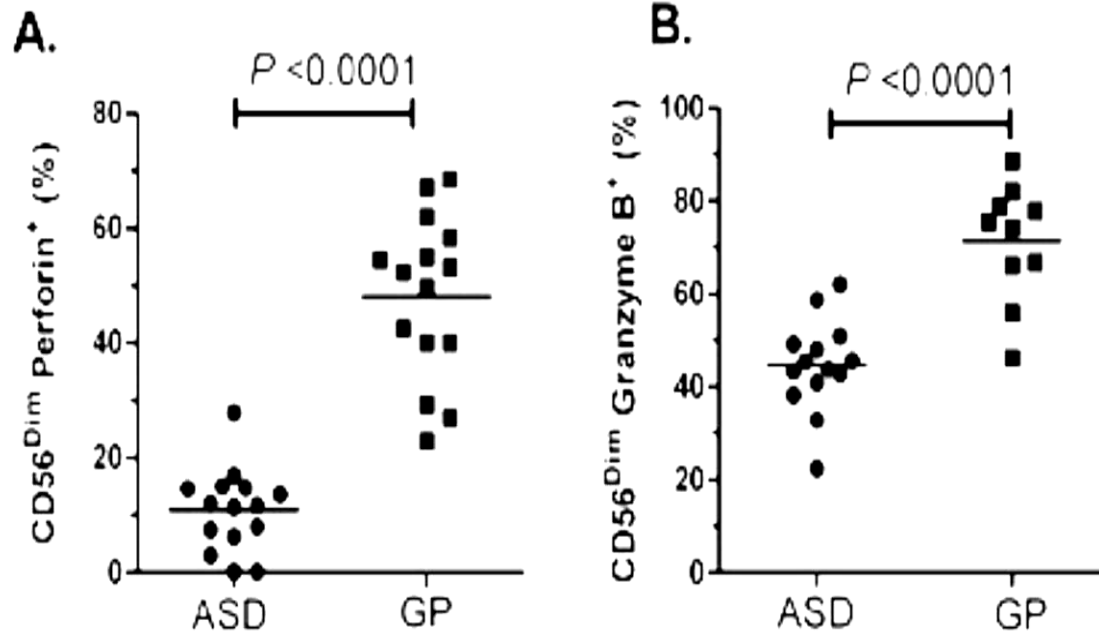 A.
P <0.0001
CD56Dim Perforin+ (%)
80
60
40
20
0
ASD GP
B.
P <0.0001
CD56Dim Granzyme B+ (%)
100
80
60
40
20
0
ASD GP